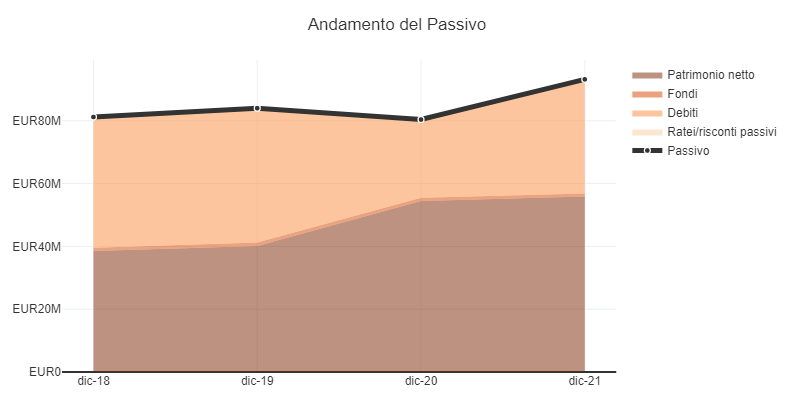 Andamento del Passivo
EUR80M
EUR60M
EUR40M
EUR20M
EUR0
dic-18
dic-19
dic-20
dic-21
Patrimonio netto
Fondi
Debiti
Ratei/risconti passivi
Passivo